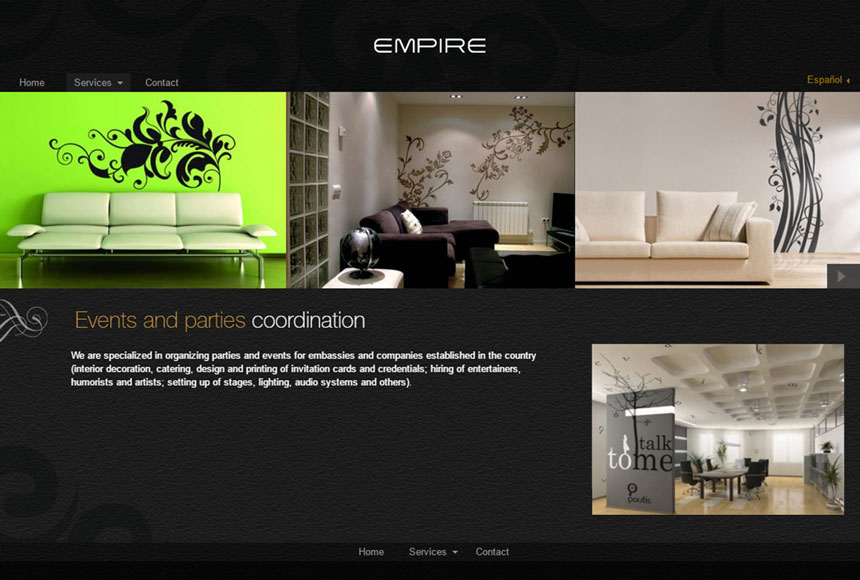 EMPIRE
Home
Services
Contact
Español
Events and parties coordination
We are specialized in organizing parties and events for embassies and companies established in the country
(interior decoration, catering, design and printing of invitation cards and credentials; hiring of entertainers,
humorists and artists; setting up of stages, lighting, audio systems and others).
talk
to me
poutis
Home
Services
Contact